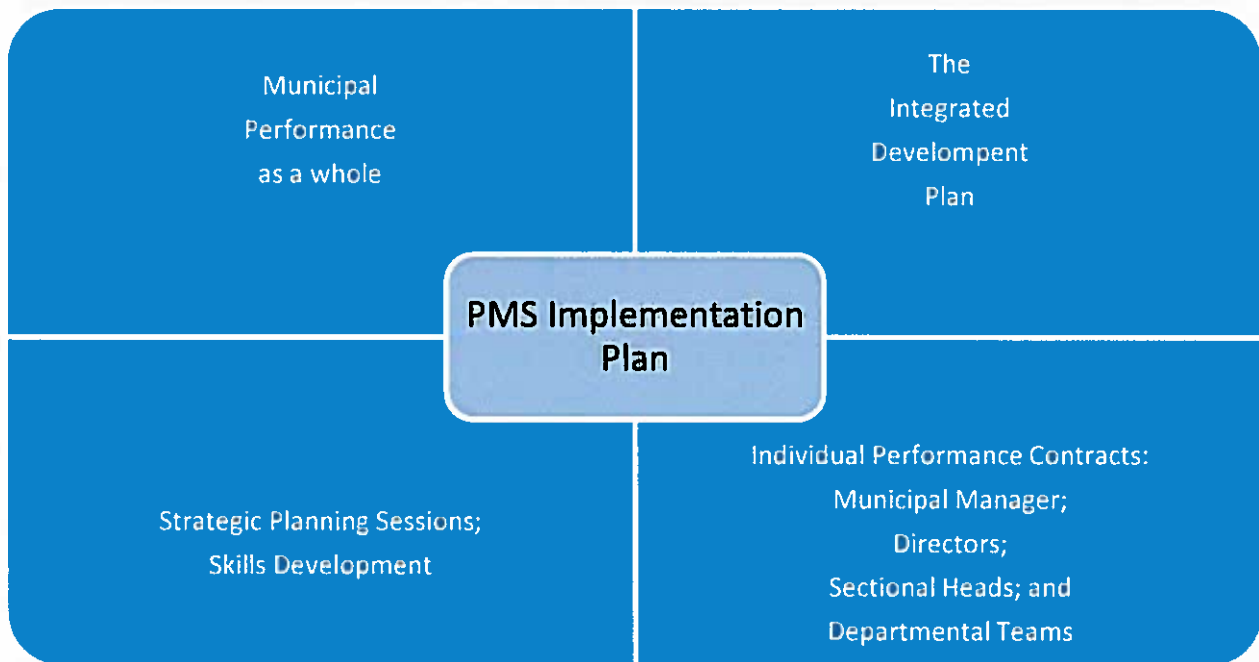 Municipal
Performance
as a whole
The
Integrated
Develompent
Plan
PMS Implementation
Plan
Strategic Planning Sessions;
Skills Development
Individual Performance Contracts:
Municipal Manager;
Directors;
Sectional Heads; and
Departmental Teams